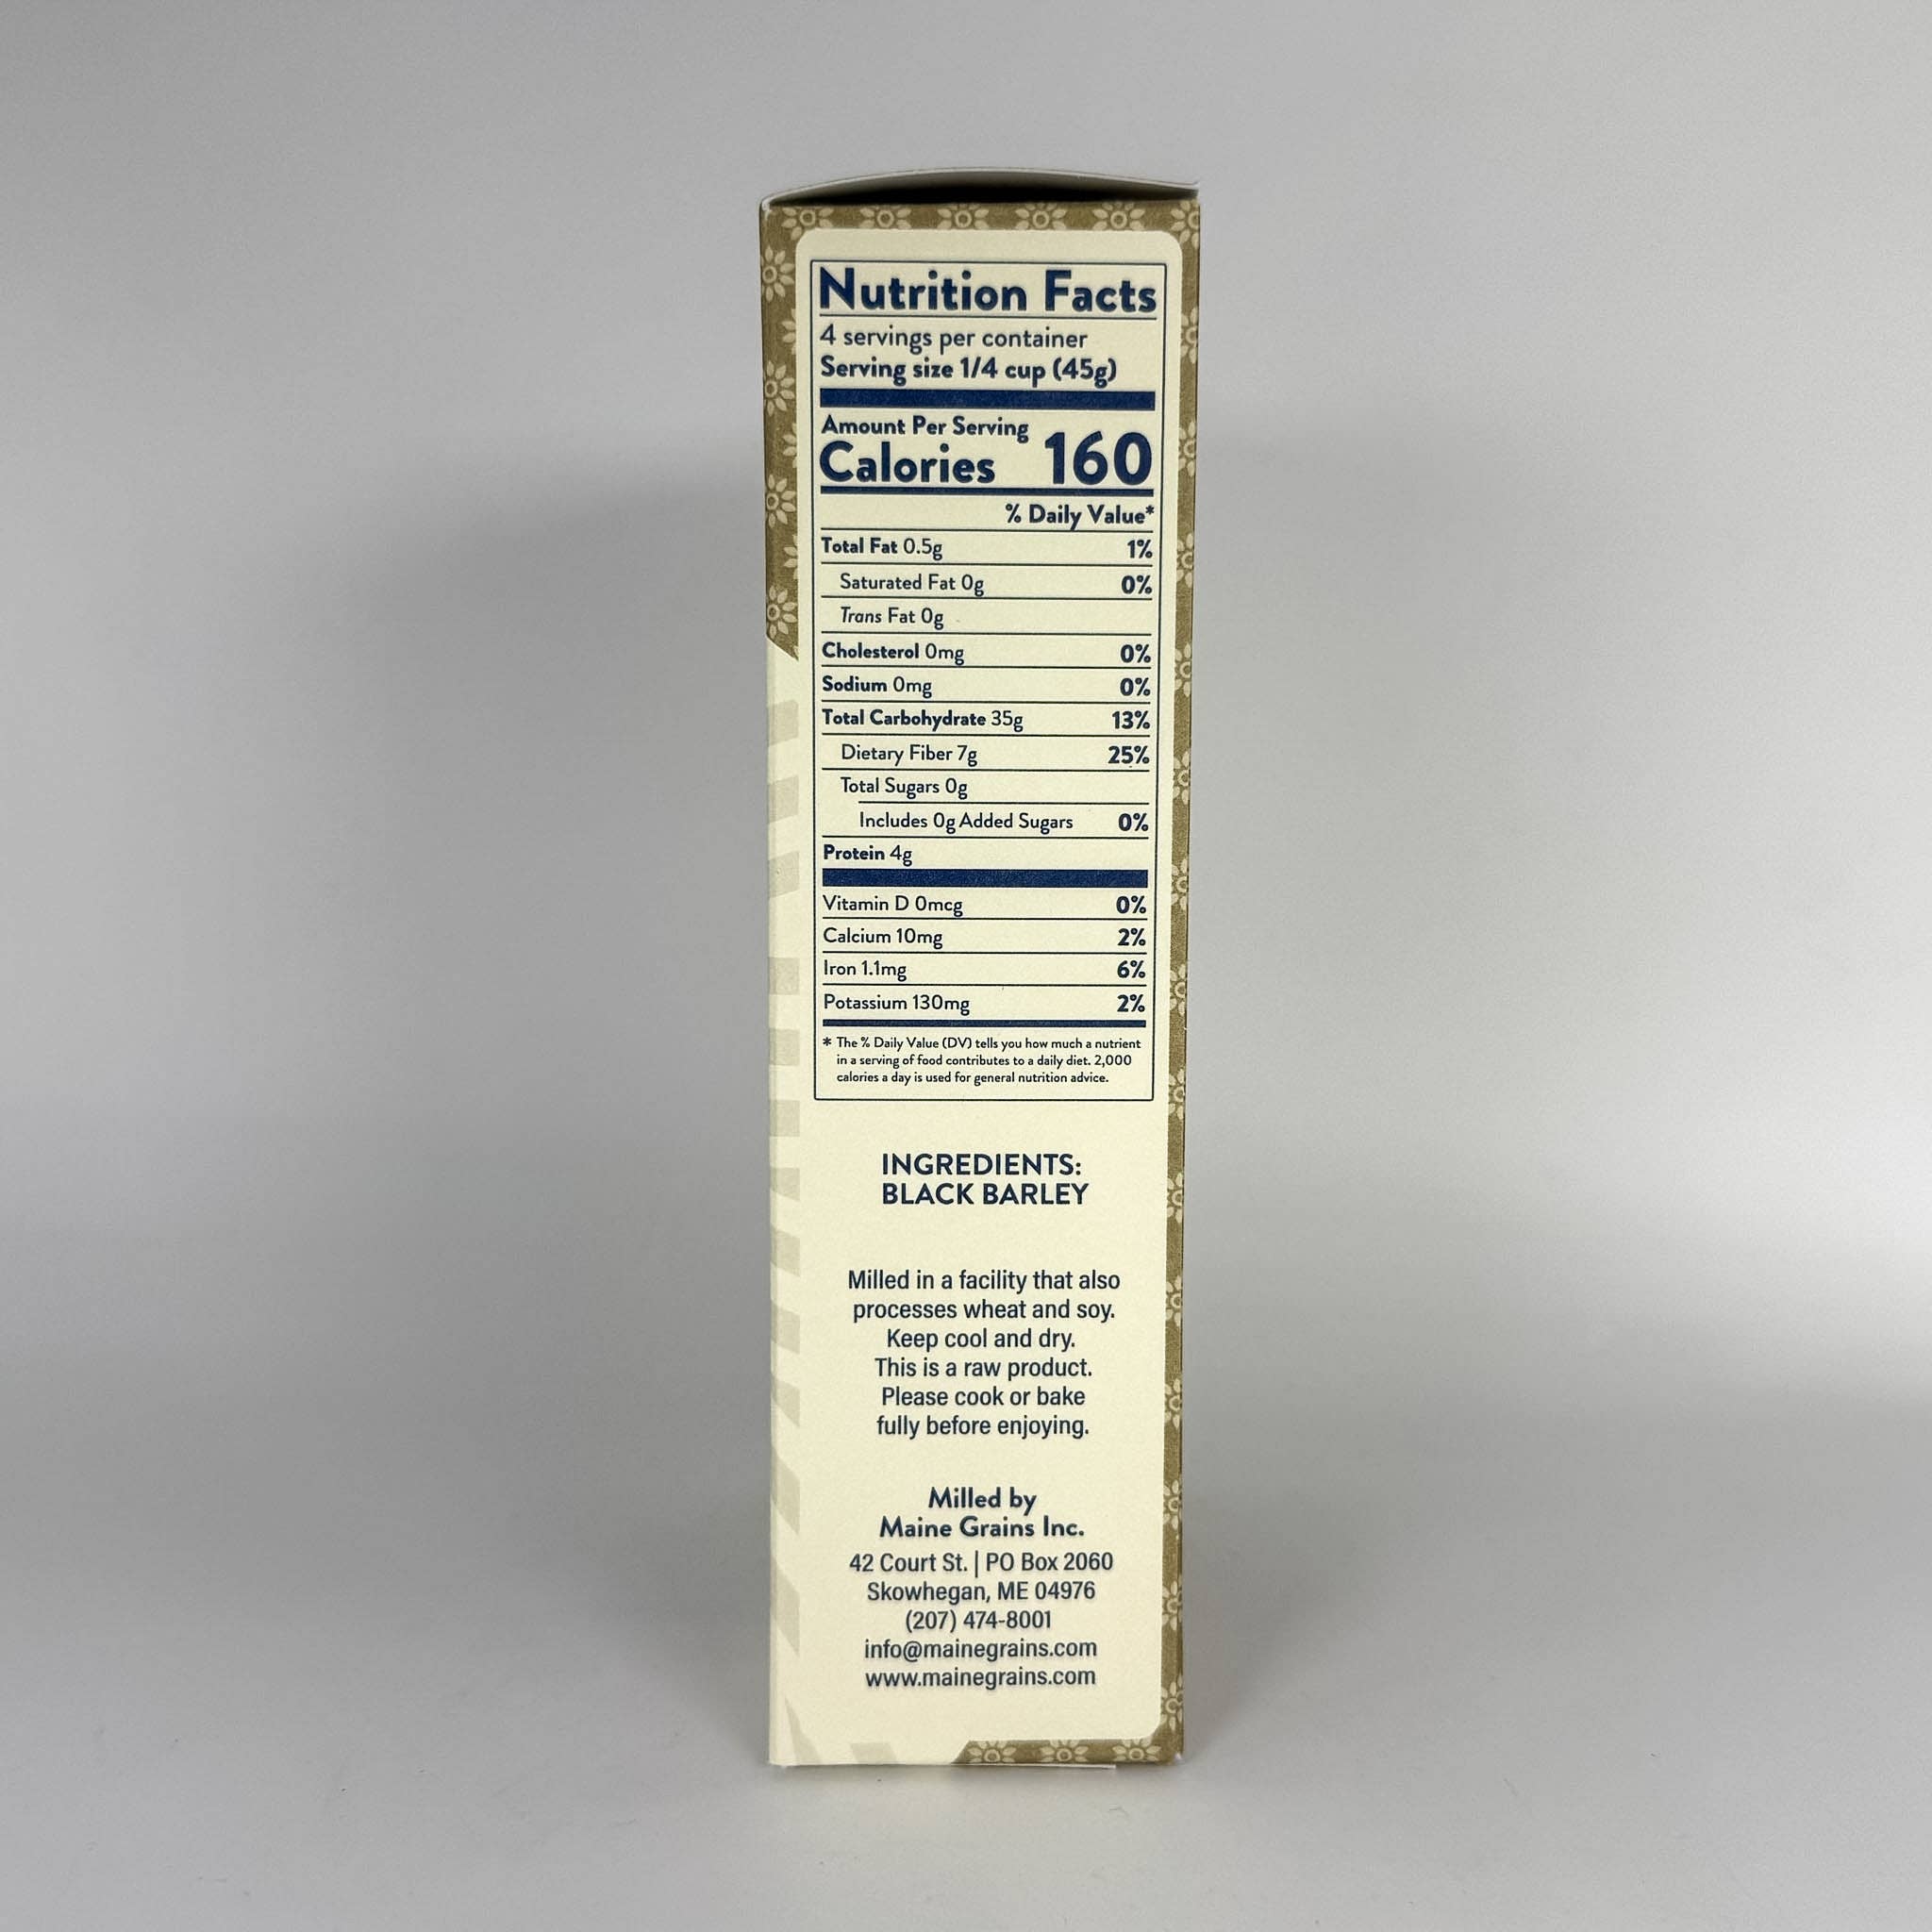 Nutrition Facts
4 servings per container
Serving size 1/4 cup (45g)
Amount Per Serving
Calories 160
% Daily Value*
Total Fat 0.5g 1%
Saturated Fat 0g 0%
Trans Fat 0g
Cholesterol 0mg 0%
Sodium 0mg 0%
Total Carbohydrate 35g 13%
Dietary Fiber 7g 25%
Total Sugars 0g
Includes 0g Added Sugars 0%
Protein 4g
Vitamin D 0mcg 0%
Calcium 10mg 2%
Iron 1.1mg 6%
Potassium 130mg 2%
* The % Daily Value (DV) tells you how much a nutrient
in a serving of food contributes to a daily diet. 2,000
calories a day is used for general nutrition advice.
INGREDIENTS:
BLACK BARLEY
Milled in a facility that also
processes wheat and soy.
Keep cool and dry.
This is a raw product.
Please cook or bake
fully before enjoying.
Milled by
Maine Grains Inc.
42 Court St. | PO Box 2060
Skowhegan, ME 04976
(207) 474-8001
info@mainegrains.com
www.mainegrains.com